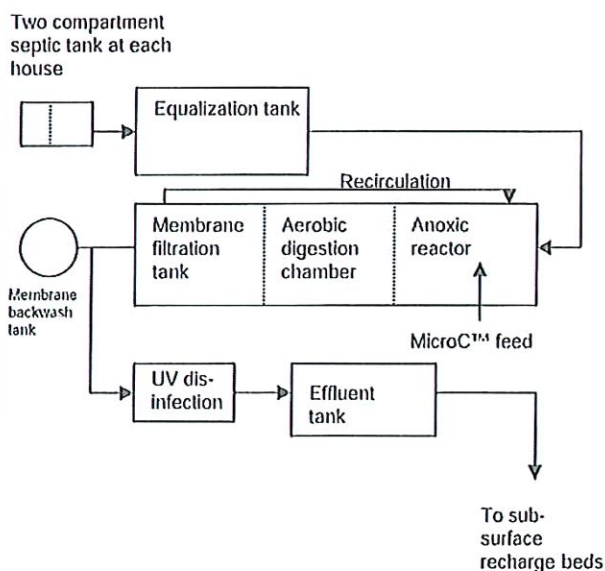 Two compartment
septic tank at each
house
Equalization tank
Recirculation
Membrane
filtration
tank
Aerobic
digestion
chamber
Anoxic
reactor
Membrane
backwash
tank
MicroC™ feed
UV dis-
infection
Effluent
tank
To sub-
surface
recharge beds